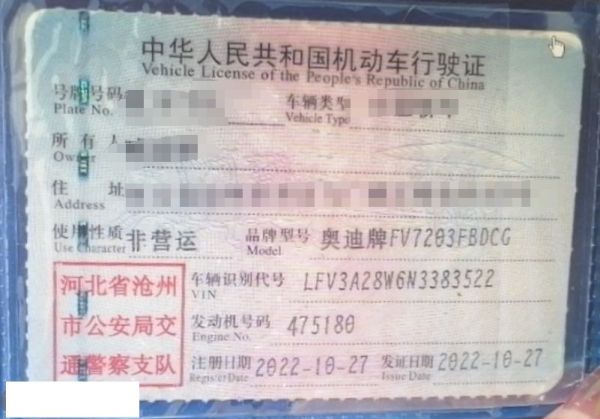 中华人民共和国机动车行驶证
Vehicle License of the People's Republic of China
号牌号码 车辆类型
Plate No. Vehicle Type
所有人
Owner
住址
Address
使用性质 非营运 品牌型号 奥迪牌FV7203FBDCG
Use Character Model
河北省沧州
市公安局交
通警察支队
车辆识别代号 LFV3A28W6N3383522
VIN
发动机号码 475180
Engine No.
注册日期 2022-10-27 发证日期 2022-10-27
Register Date Issue Date